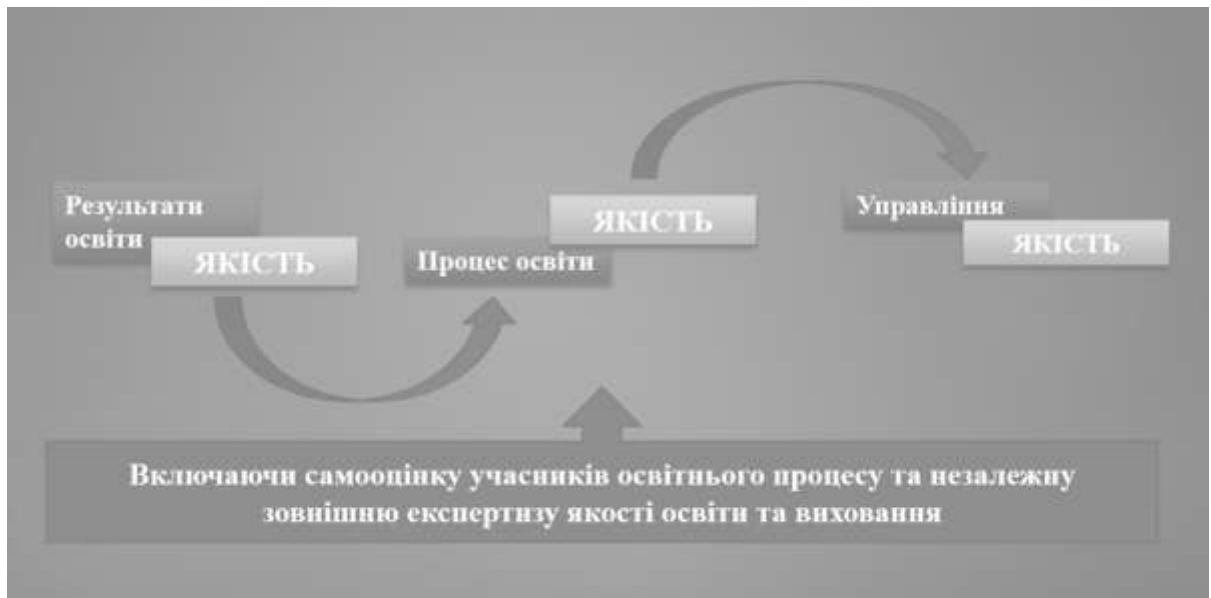 Результати
освіти
ЯКІСТЬ
Процес освіти
ЯКІСТЬ
Управління
ЯКІСТЬ
Включаючи самооцінку учасників освітнього процесу та незалежну
зовнішню експертизу якості освіти та виховання